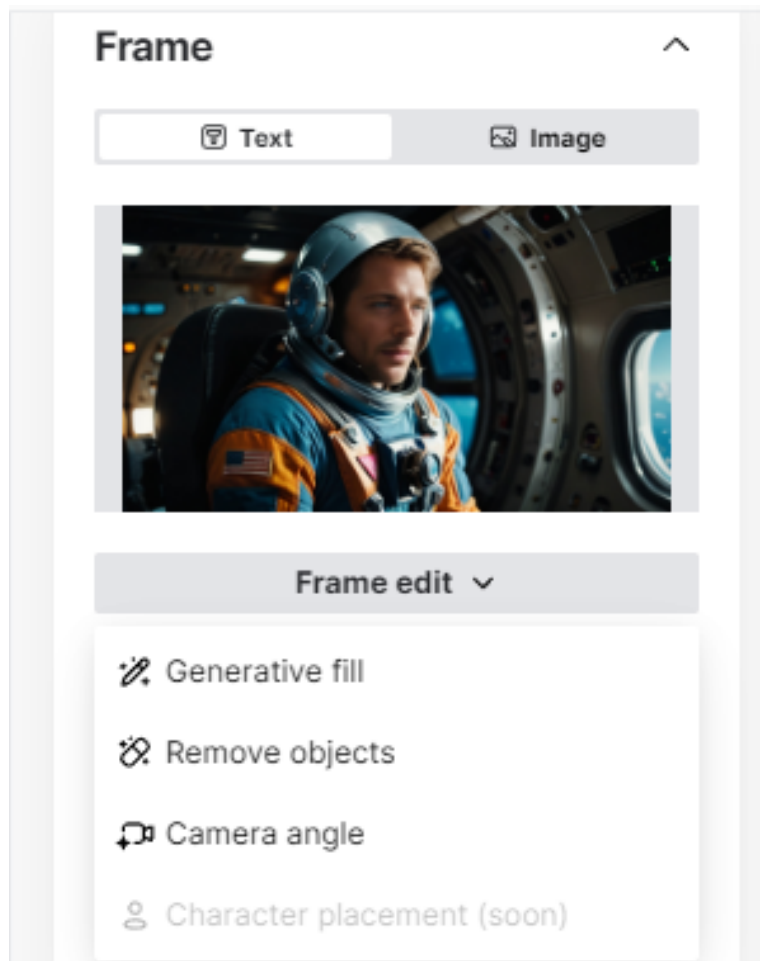 Frame
Text
Image
Frame edit
Generative fill
Remove objects
Camera angle
Character placement (soon)